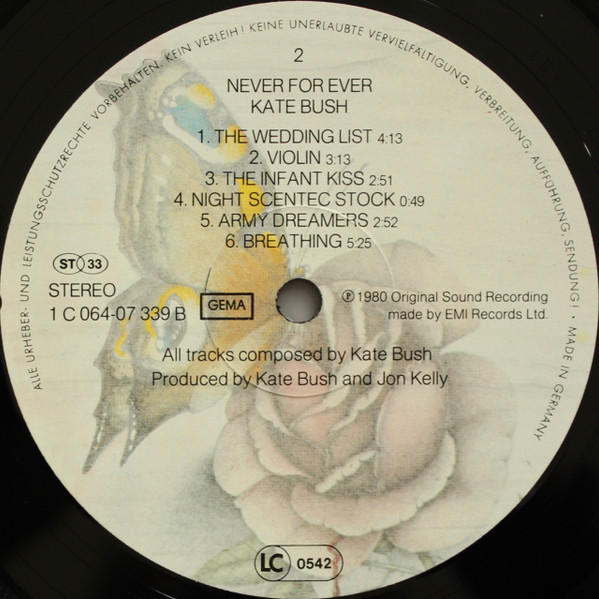 ALLE URHEBER- UND LEISTUNGSSCHUTZRECHTE VORBEHALTEN. KEIN VERLEIH! KEINE UNERLAUBTE VERVIELFÄLTIGUNG, VERBREITUNG, AUFFÜHRUNG, SENDUNG! · MADE IN GERMANY
2
NEVER FOR EVER
KATE BUSH
1. THE WEDDING LIST 4:13
2. VIOLIN 3:13
3. THE INFANT KISS 2:51
4. NIGHT SCENTEC STOCK 0:49
5. ARMY DREAMERS 2:52
6. BREATHING 5:25
ST 33
STEREO
1 C 064-07 339 B
GEMA
Ⓟ 1980 Original Sound Recording
made by EMI Records Ltd.
All tracks composed by Kate Bush
Produced by Kate Bush and Jon Kelly
LC 0542